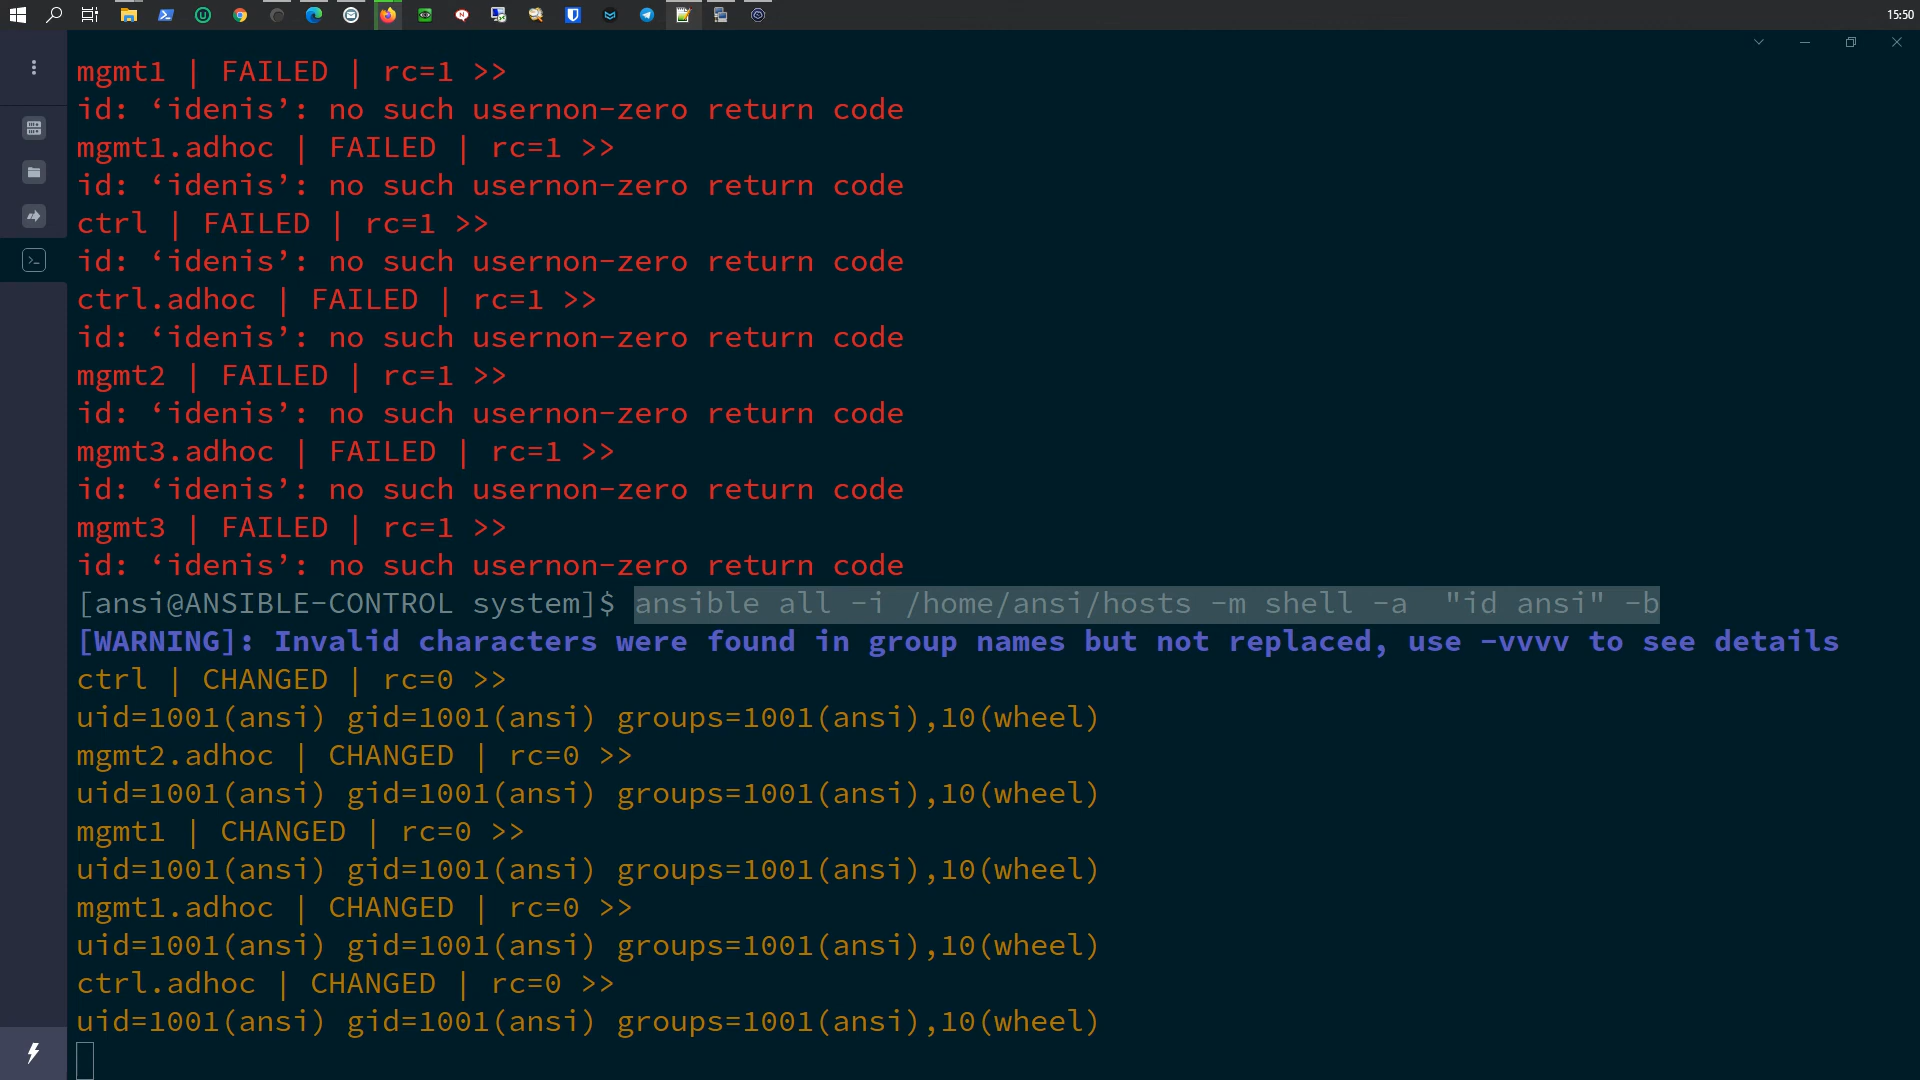 15:50
mgmt1 | FAILED | rc=1 >>
id: ‘idenis’: no such usernon-zero return code
mgmt1.adhoc | FAILED | rc=1 >>
id: ‘idenis’: no such usernon-zero return code
ctrl | FAILED | rc=1 >>
id: ‘idenis’: no such usernon-zero return code
ctrl.adhoc | FAILED | rc=1 >>
id: ‘idenis’: no such usernon-zero return code
mgmt2 | FAILED | rc=1 >>
id: ‘idenis’: no such usernon-zero return code
mgmt3.adhoc | FAILED | rc=1 >>
id: ‘idenis’: no such usernon-zero return code
mgmt3 | FAILED | rc=1 >>
id: ‘idenis’: no such usernon-zero return code
[ansi@ANSIBLE-CONTROL system]$ ansible all -i /home/ansi/hosts -m shell -a  "id ansi" -b
[WARNING]: Invalid characters were found in group names but not replaced, use -vvvv to see details
ctrl | CHANGED | rc=0 >>
uid=1001(ansi) gid=1001(ansi) groups=1001(ansi),10(wheel)
mgmt2.adhoc | CHANGED | rc=0 >>
uid=1001(ansi) gid=1001(ansi) groups=1001(ansi),10(wheel)
mgmt1 | CHANGED | rc=0 >>
uid=1001(ansi) gid=1001(ansi) groups=1001(ansi),10(wheel)
mgmt1.adhoc | CHANGED | rc=0 >>
uid=1001(ansi) gid=1001(ansi) groups=1001(ansi),10(wheel)
ctrl.adhoc | CHANGED | rc=0 >>
uid=1001(ansi) gid=1001(ansi) groups=1001(ansi),10(wheel)